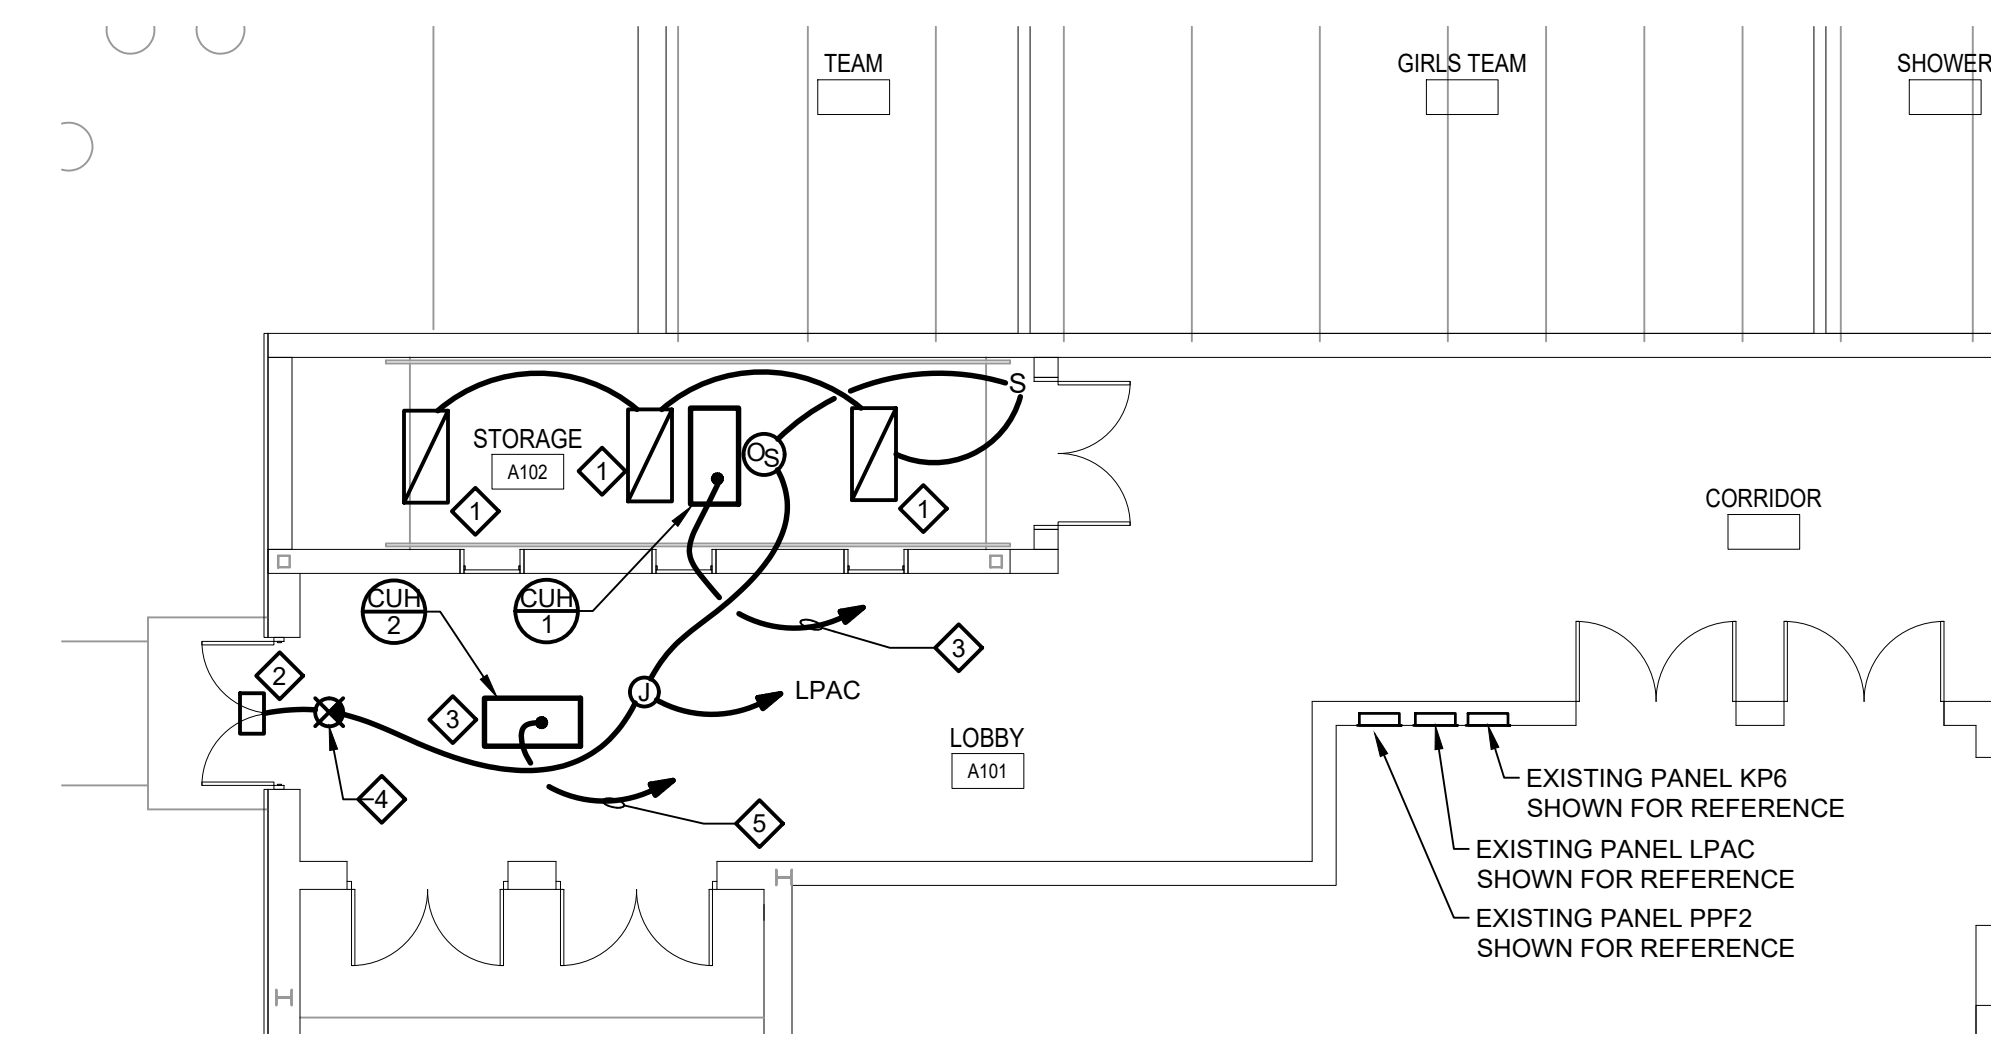 TEAM
GIRLS TEAM
SHOWER
S
STORAGE
A102
OS
1
1
1
CORRIDOR
CUH
2
CUH
1
3
2
J
LPAC
3
LOBBY
A101
4
5
EXISTING PANEL KP6
SHOWN FOR REFERENCE
EXISTING PANEL LPAC
SHOWN FOR REFERENCE
EXISTING PANEL PPF2
SHOWN FOR REFERENCE